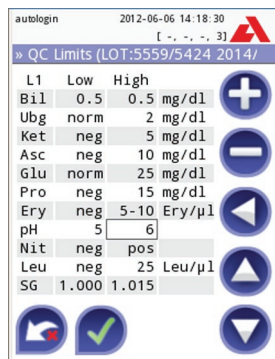 autologin 2012-06-06 14:18:30
[ -, -, -, 3]
» QC Limits (LOT:5559/5424 2014/
L1 Low High
Bil 0.5 0.5 mg/dl
Ubg norm 2 mg/dl
Ket neg 5 mg/dl
Asc neg 10 mg/dl
Glu norm 25 mg/dl
Pro neg 15 mg/dl
Ery neg 5-10 Ery/µl
pH 5 6
Nit neg pos
Leu neg 25 Leu/µl
SG 1.000 1.015